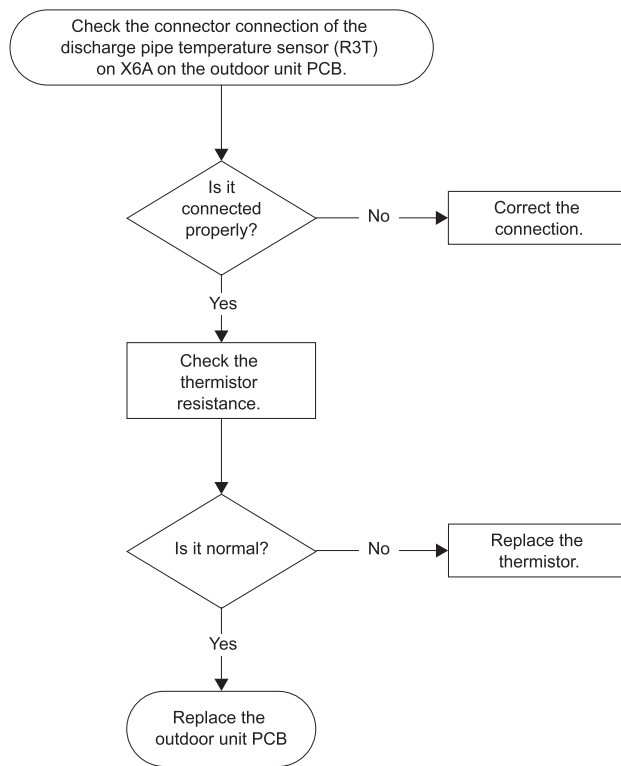 Check the connector connection of the
discharge pipe temperature sensor (R3T)
on X6A on the outdoor unit PCB.
Is it
connected
properly?
No
Correct the
connection.
Yes
Check the
thermistor
resistance.
Is it normal?
No
Replace the
thermistor.
Yes
Replace the
outdoor unit PCB